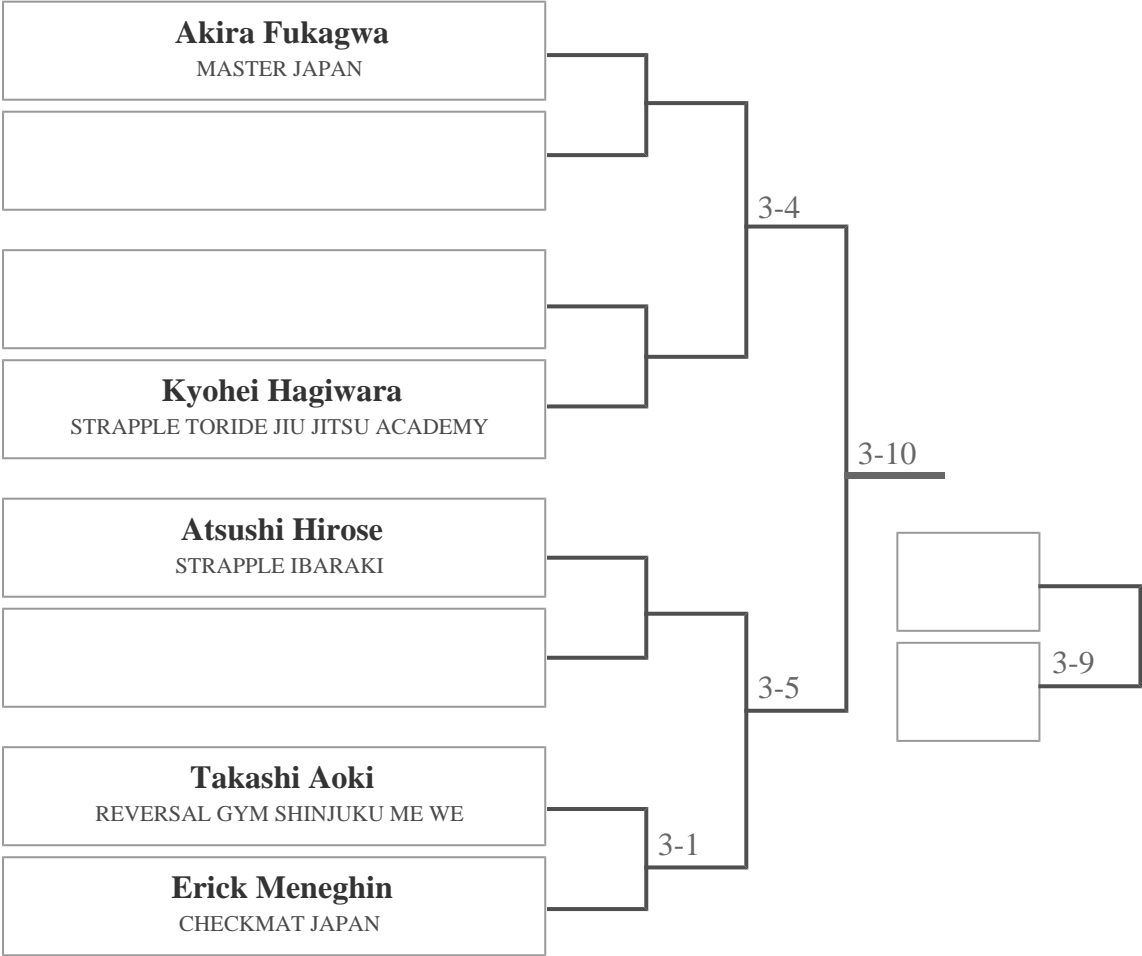 Akira Fukagwa
MASTER JAPAN
3-4
Kyohei Hagiwara
STRAPPLE TORIDE JIU JITSU ACADEMY
3-10
Atsushi Hirose
STRAPPLE IBARAKI
3-9
3-5
Takashi Aoki
REVERSAL GYM SHINJUKU ME WE
3-1
Erick Meneghin
CHECKMAT JAPAN